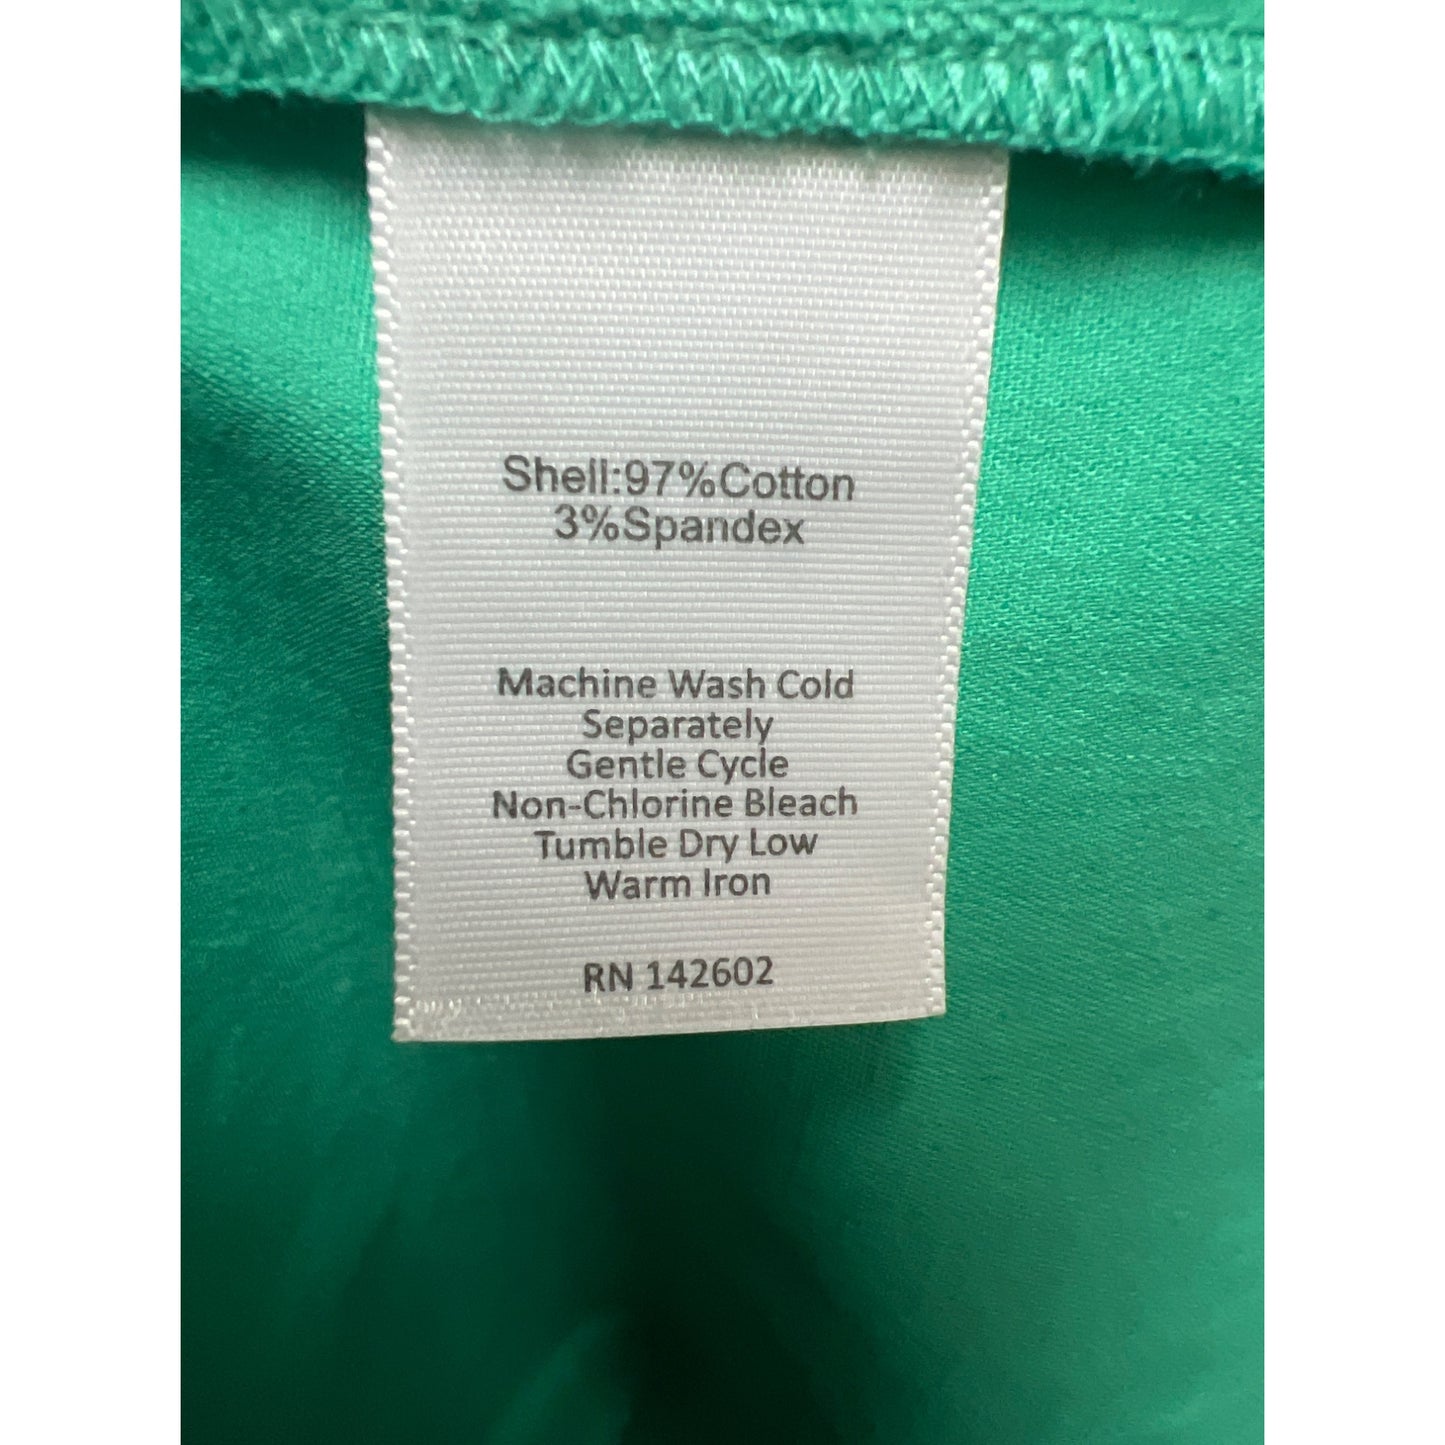 Shell:97%Cotton
3%Spandex
Machine Wash Cold
Separately
Gentle Cycle
Non-Chlorine Bleach
Tumble Dry Low
Warm Iron
RN 142602